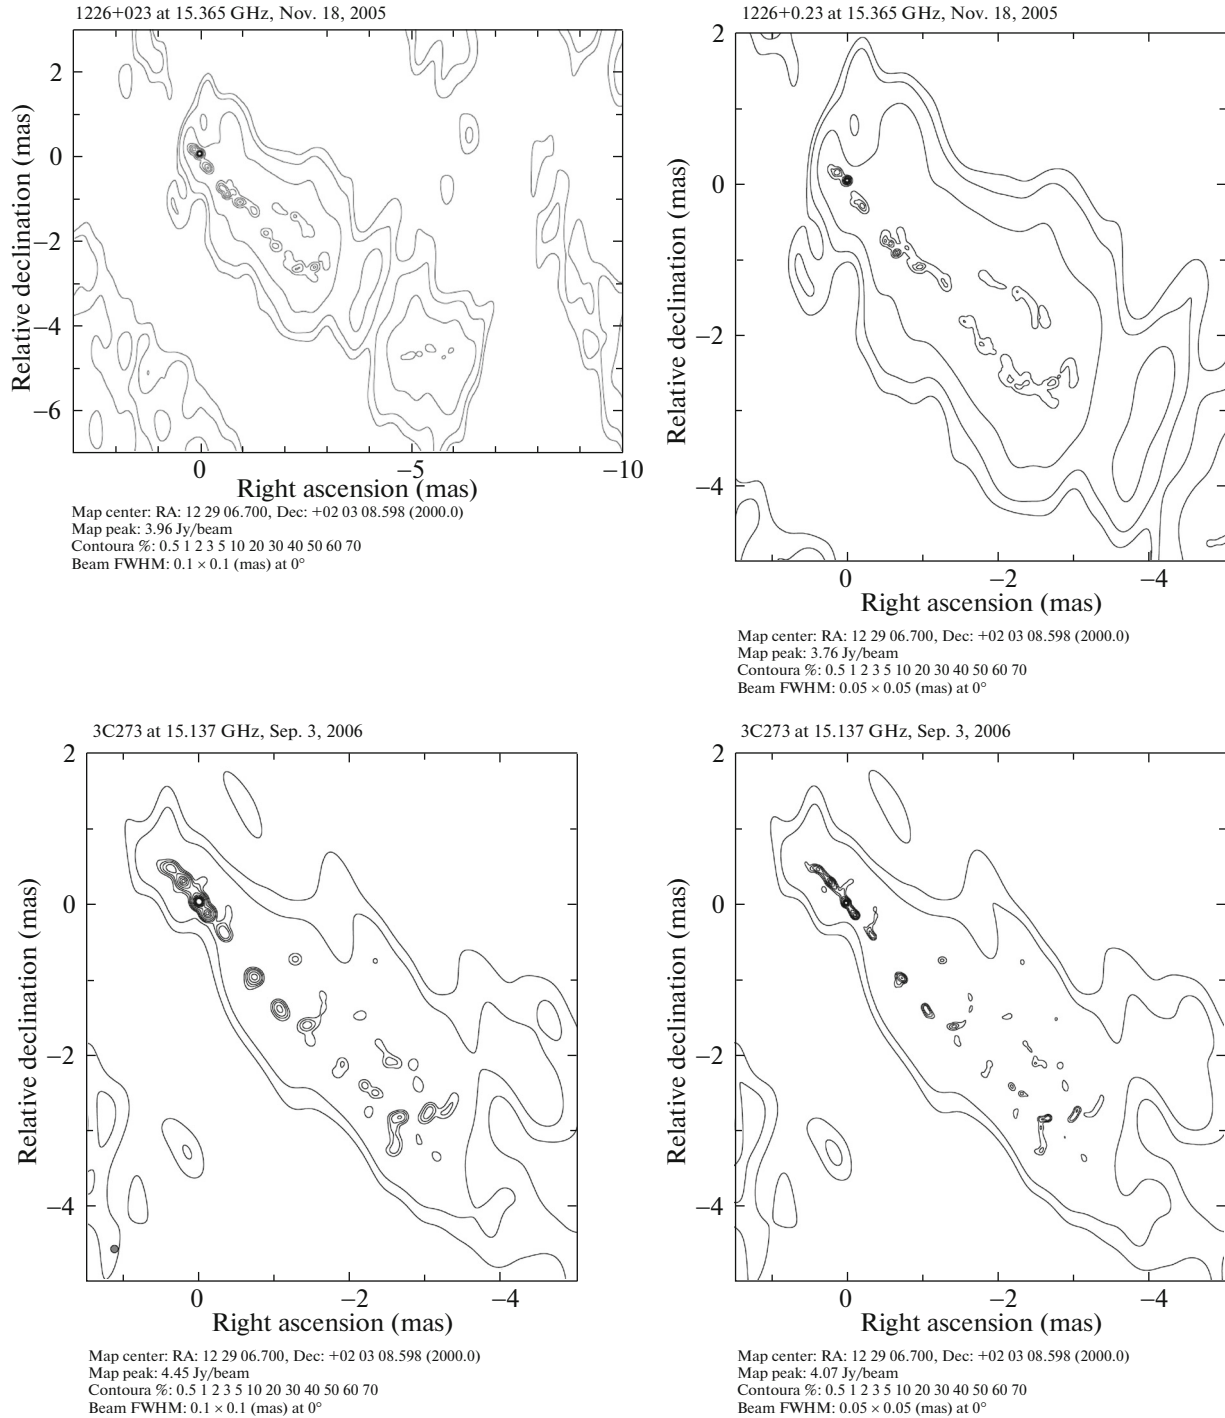 1226+023 at 15.365 GHz, Nov. 18, 2005
2
0
−2
−4
−6
Relative declination (mas)
0
−5
−10
Right ascension (mas)
Map center: RA: 12 29 06.700, Dec: +02 03 08.598 (2000.0)
Map peak: 3.96 Jy/beam
Contoura %: 0.5 1 2 3 5 10 20 30 40 50 60 70
Beam FWHM: 0.1 × 0.1 (mas) at 0°
1226+0.23 at 15.365 GHz, Nov. 18, 2005
2
0
−2
−4
Relative declination (mas)
0
−2
−4
Right ascension (mas)
Map center: RA: 12 29 06.700, Dec: +02 03 08.598 (2000.0)
Map peak: 3.76 Jy/beam
Contoura %: 0.5 1 2 3 5 10 20 30 40 50 60 70
Beam FWHM: 0.05 × 0.05 (mas) at 0°
3C273 at 15.137 GHz, Sep. 3, 2006
2
0
−2
−4
Relative declination (mas)
0
−2
−4
Right ascension (mas)
Map center: RA: 12 29 06.700, Dec: +02 03 08.598 (2000.0)
Map peak: 4.45 Jy/beam
Contoura %: 0.5 1 2 3 5 10 20 30 40 50 60 70
Beam FWHM: 0.1 × 0.1 (mas) at 0°
3C273 at 15.137 GHz, Sep. 3, 2006
2
0
−2
−4
Relative declination (mas)
0
−2
−4
Right ascension (mas)
Map center: RA: 12 29 06.700, Dec: +02 03 08.598 (2000.0)
Map peak: 4.07 Jy/beam
Contoura %: 0.5 1 2 3 5 10 20 30 40 50 60 70
Beam FWHM: 0.05 × 0.05 (mas) at 0°